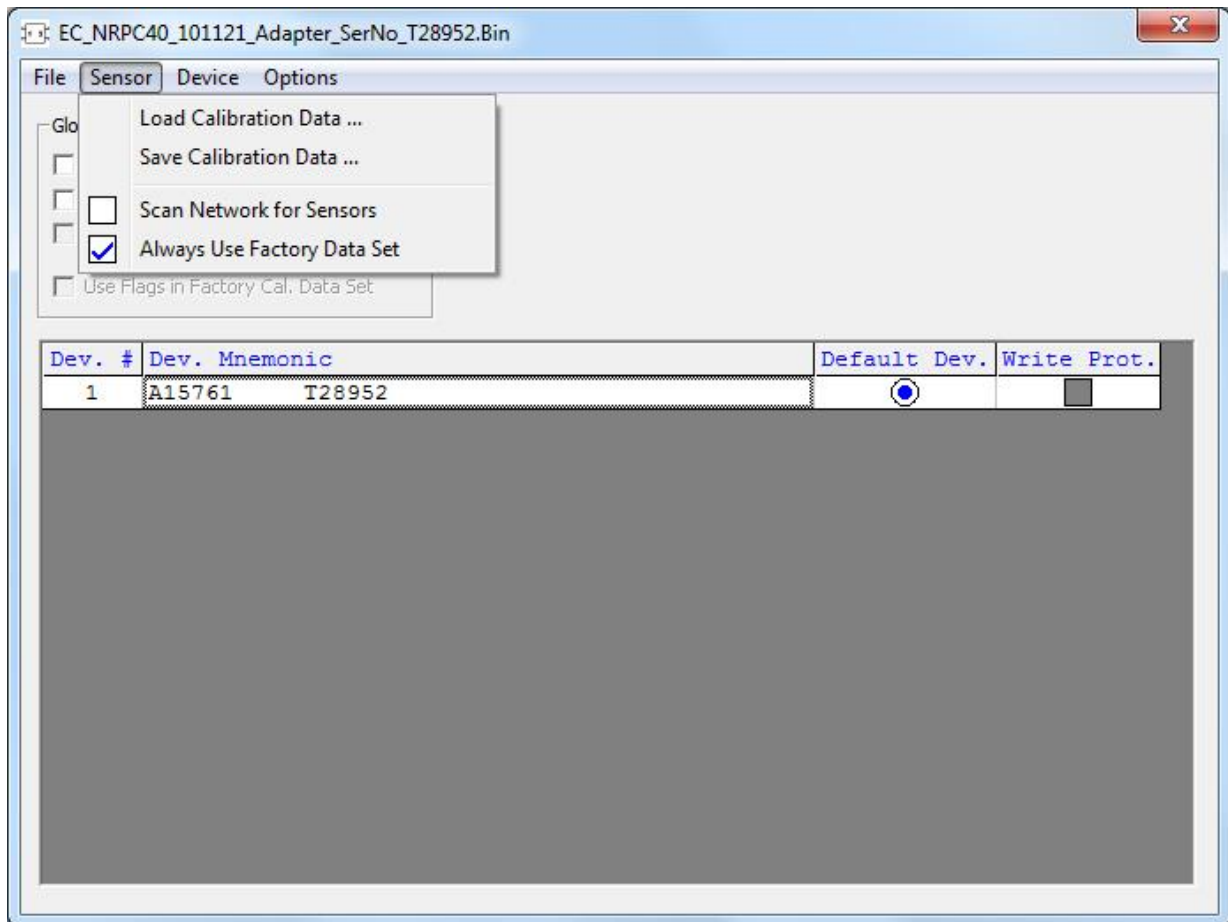 EC_NRPC40_101121_Adapter_SerNo_T28952.Bin
File Sensor Device Options
Glo
Load Calibration Data ...
Save Calibration Data ...
Scan Network for Sensors
Always Use Factory Data Set
Use Flags in Factory Cal. Data Set
Dev. # Dev. Mnemonic Default Dev. Write Prot.
1 A15761 T28952